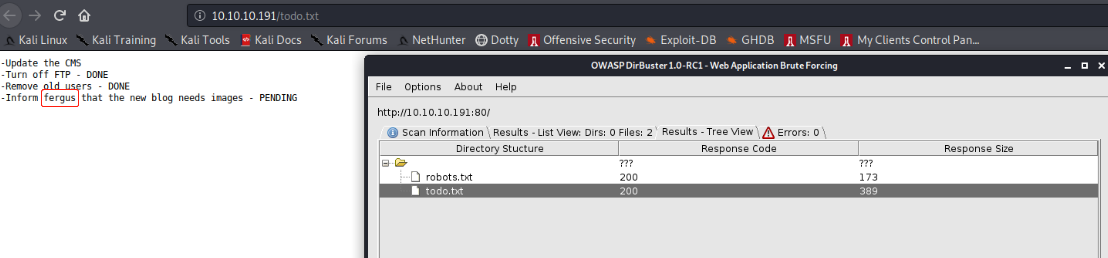 10.10.10.191/todo.txt
Kali Linux Kali Training Kali Tools Kali Docs Kali Forums NetHunter Dotty Offensive Security Exploit-DB GHDB MSFU My Clients Control Pan...
-Update the CMS
-Turn off FTP - DONE
-Remove old users - DONE
-Inform fergus that the new blog needs images - PENDING
OWASP DirBuster 1.0-RC1 - Web Application Brute Forcing
File Options About Help
http://10.10.10.191:80/
Scan Information Results - List View: Dirs: 0 Files: 2 Results - Tree View Errors: 0
Directory Stucture Response Code Response Size
??? ???
robots.txt 200 173
todo.txt 200 389